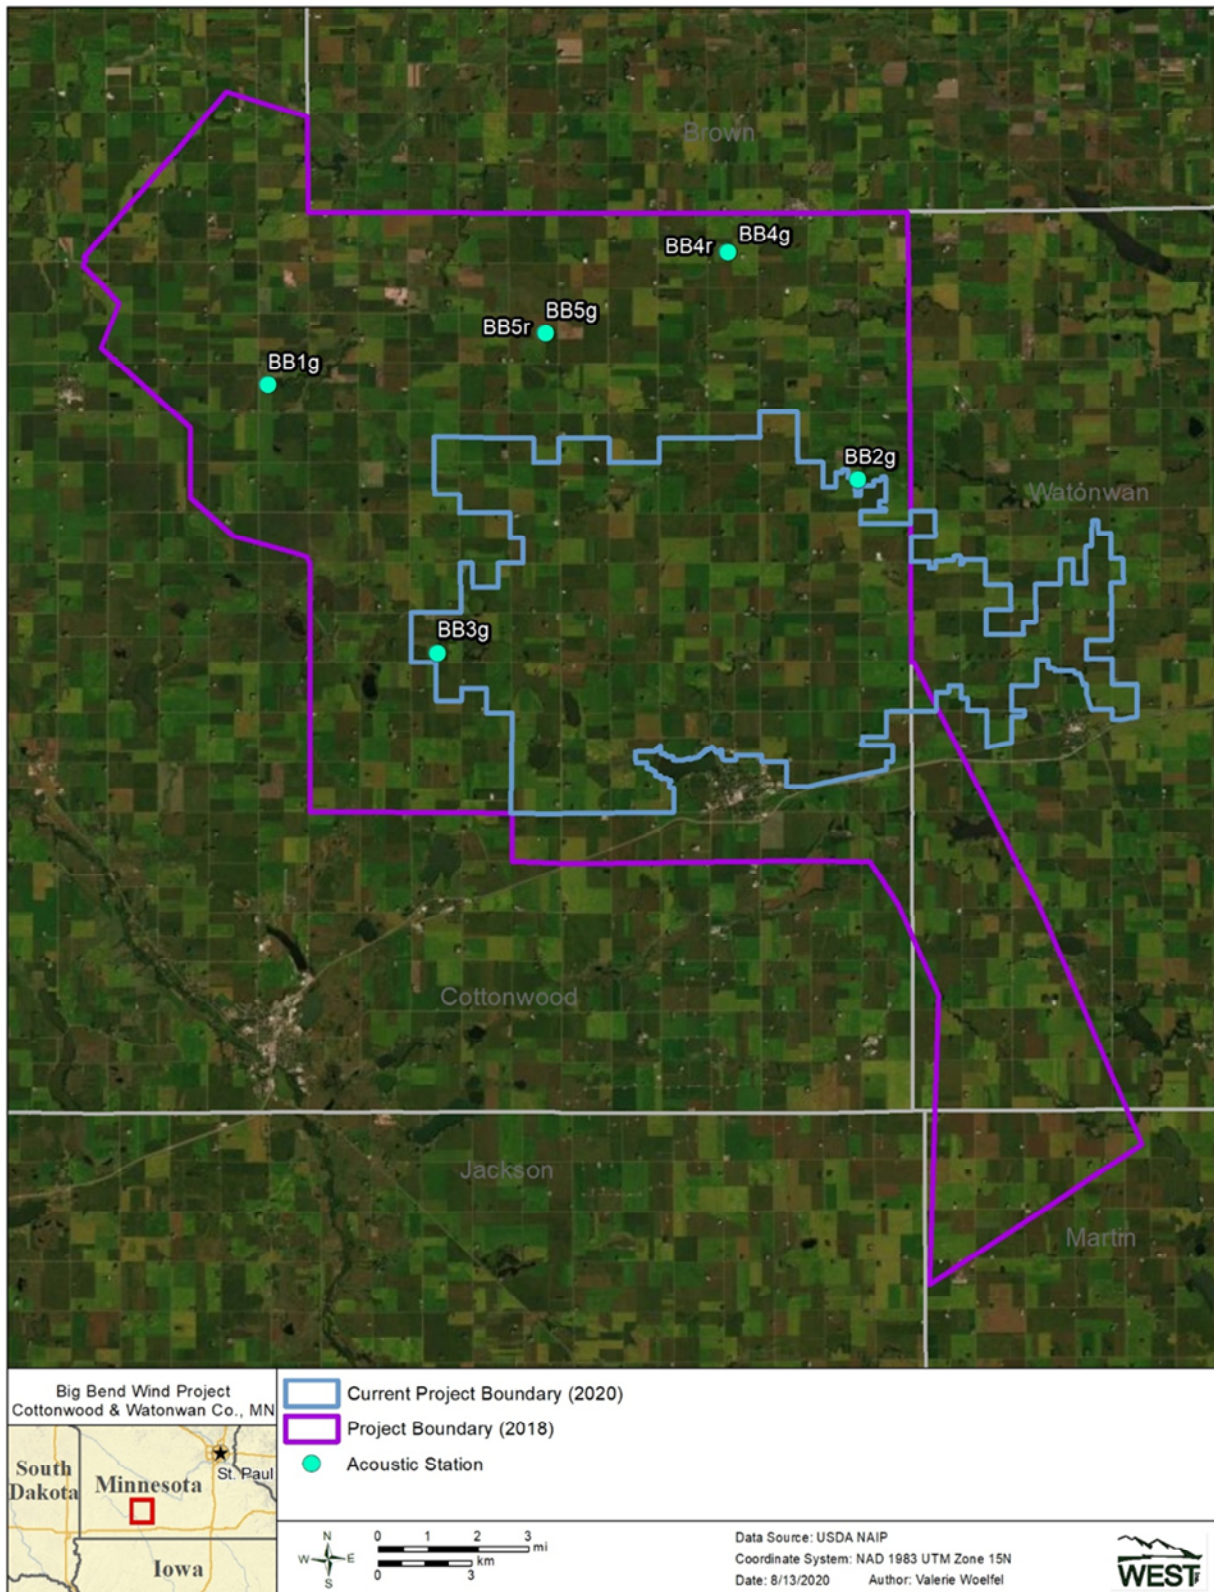 Brown
BB4g
BB4r
BB5g
BB5r
BB1g
BB2g
Watonwan
BB3g
Cottonwood
Jackson
Martin
Big Bend Wind Project
Cottonwood & Watonwan Co., MN
South
Dakota
Minnesota
St. Paul
Iowa
Current Project Boundary (2020)
Project Boundary (2018)
Acoustic Station
N
W E
S
0 1 2 3
mi
km
0 3
Data Source: USDA NAIP
Coordinate System: NAD 1983 UTM Zone 15N
Date: 8/13/2020 Author: Valerie Woelfel
WEST